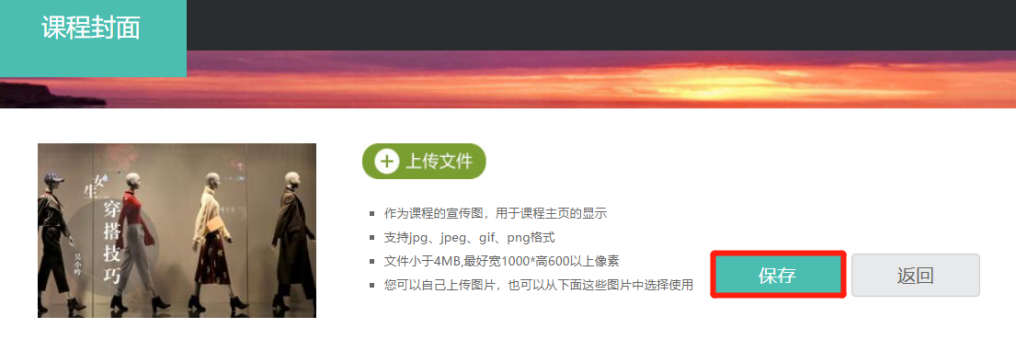 课程封面
上传文件
作为课程的宣传图，用于课程主页的显示
支持jpg、jpeg、gif、png格式
文件小于4MB,最好宽1000*高600以上像素
您可以自己上传图片，也可以从下面这些图片中选择使用
保存
返回
女生
穿搭技巧
吴小吟